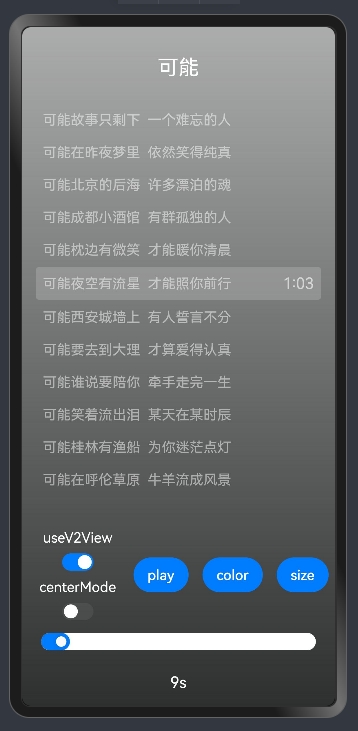 可能
可能故事只剩下 一个难忘的人
可能在昨夜梦里 依然笑得纯真
可能北京的后海 许多漂泊的魂
可能成都小酒馆 有群孤独的人
可能枕边有微笑 才能暖你清晨
可能夜空有流星 才能照你前行 1:03
可能西安城墙上 有人誓言不分
可能要去到大理 才算爱得认真
可能谁说要陪你 牵手走完一生
可能笑着流出泪 某天在某时辰
可能桂林有渔船 为你迷茫点灯
可能在呼伦草原 牛羊流成风景
useV2View
play color size
centerMode
9s